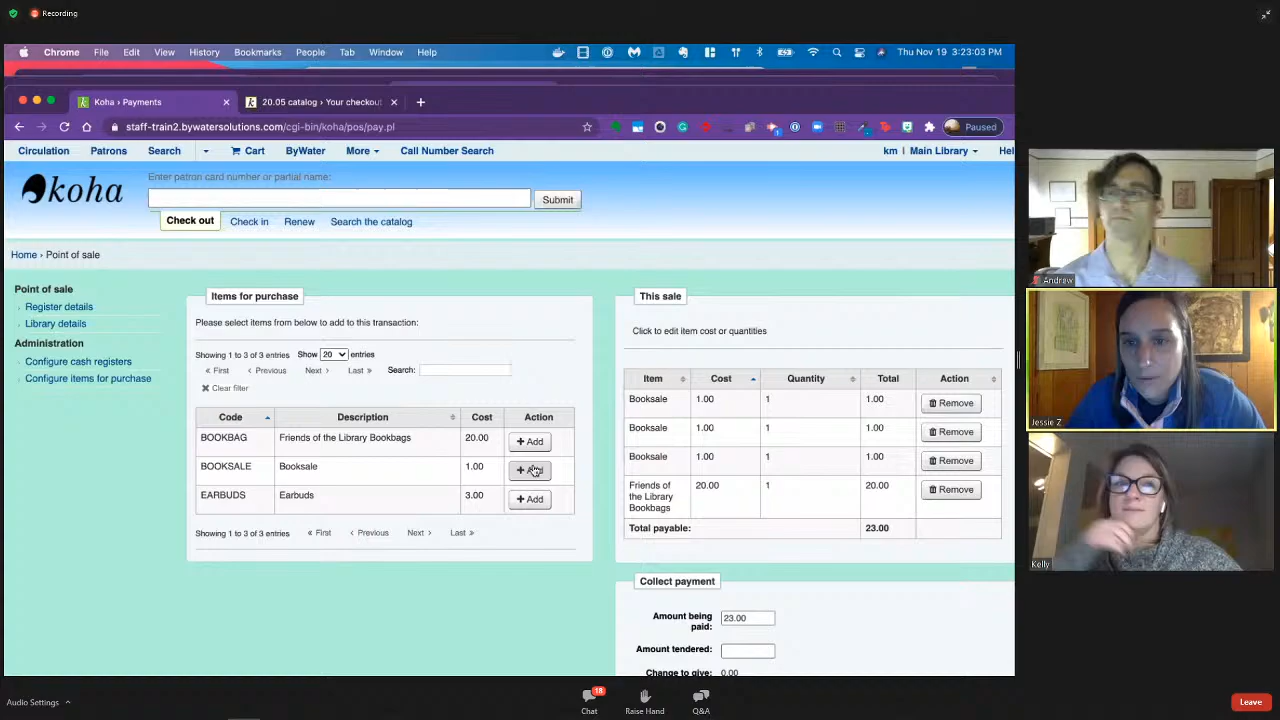 Recording
Chrome File Edit View History Bookmarks People Tab Window Help Thu Nov 19 3:23:03 PM
Koha › Payments
20.05 catalog › Your checkout
staff-train2.bywatersolutions.com/cgi-bin/koha/pos/pay.pl
Paused
Circulation Patrons Search Cart ByWater More Call Number Search km | Main Library Hel
koha
Enter patron card number or partial name:
Submit
Check out Check in Renew Search the catalog
Home › Point of sale
Point of sale
Register details
Library details
Administration
Configure cash registers
Configure items for purchase
Items for purchase
Please select items from below to add to this transaction:
Showing 1 to 3 of 3 entries Show 20 entries
« First ‹ Previous Next › Last » Search:
Clear filter
Code Description Cost Action
BOOKBAG Friends of the Library Bookbags 20.00 + Add
BOOKSALE Booksale 1.00 +
EARBUDS Earbuds 3.00 + Add
Showing 1 to 3 of 3 entries « First ‹ Previous Next › Last »
This sale
Click to edit item cost or quantities
Item Cost Quantity Total Action
Booksale 1.00 1 1.00 Remove
Booksale 1.00 1 1.00 Remove
Booksale 1.00 1 1.00 Remove
Friends of the Library Bookbags 20.00 1 20.00 Remove
Total payable: 23.00
Collect payment
Amount being paid: 23.00
Amount tendered:
Change to give: 0.00
Andrew
Jessie Z
Kelly
Audio Settings
18
Chat
Raise Hand
Q&A
Leave